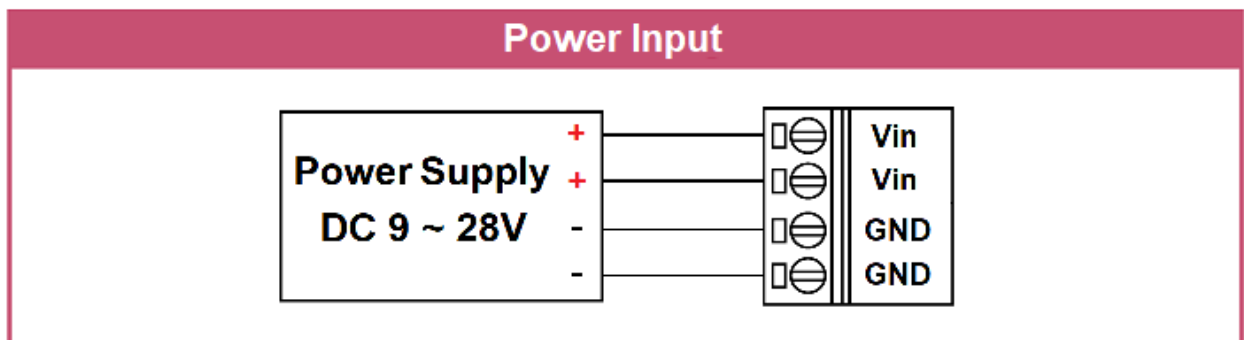 Power Input
+ Vin
Power Supply + Vin
DC 9 ~ 28V - GND
- GND